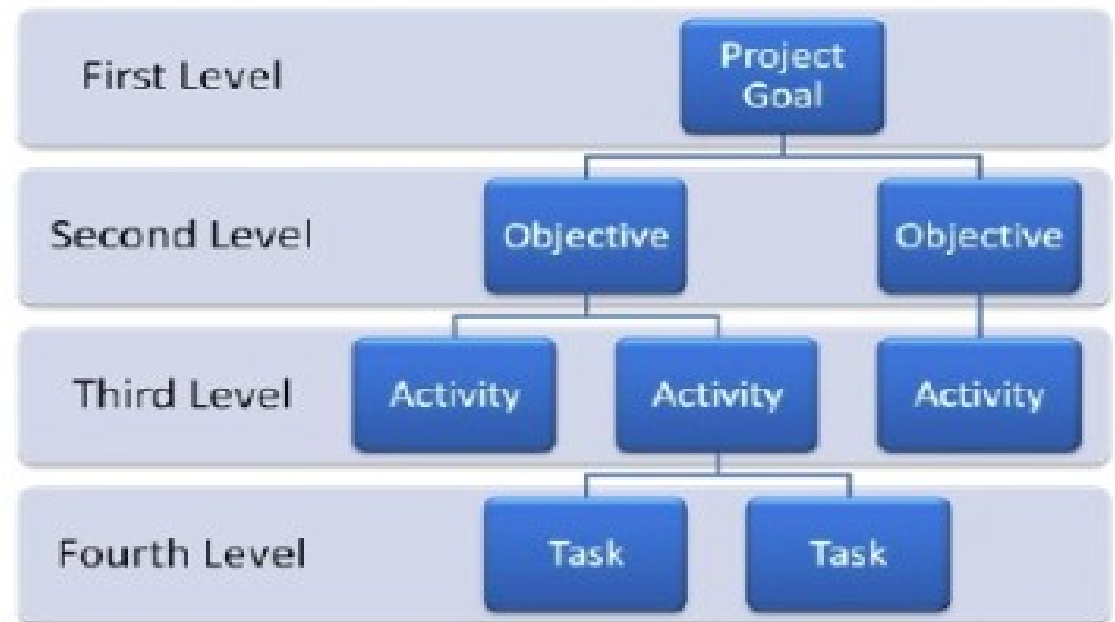 First Level
Project
Goal
Second Level
Objective
Objective
Third Level
Activity
Activity
Activity
Fourth Level
Task
Task